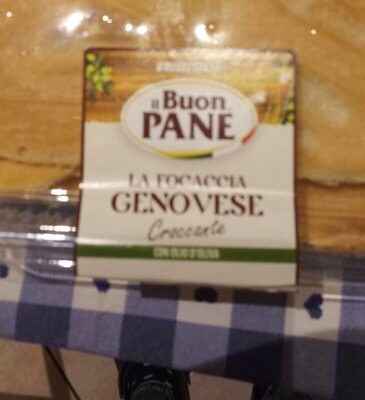 il Buon
PANE
LA FOCACCIA
GENOVESE
Croccante
CON OLIO D'OLIVA